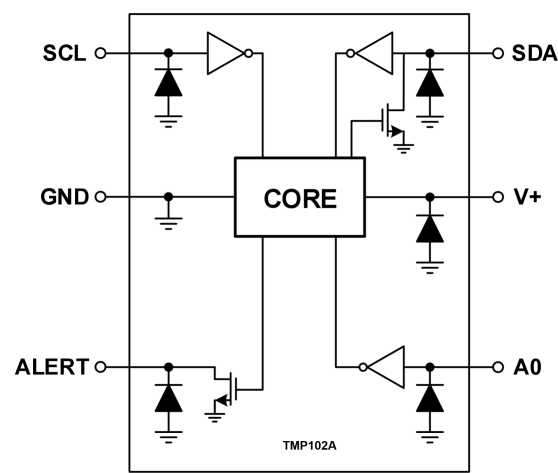 SCL
SDA
GND
CORE
V+
ALERT
A0
TMP102A